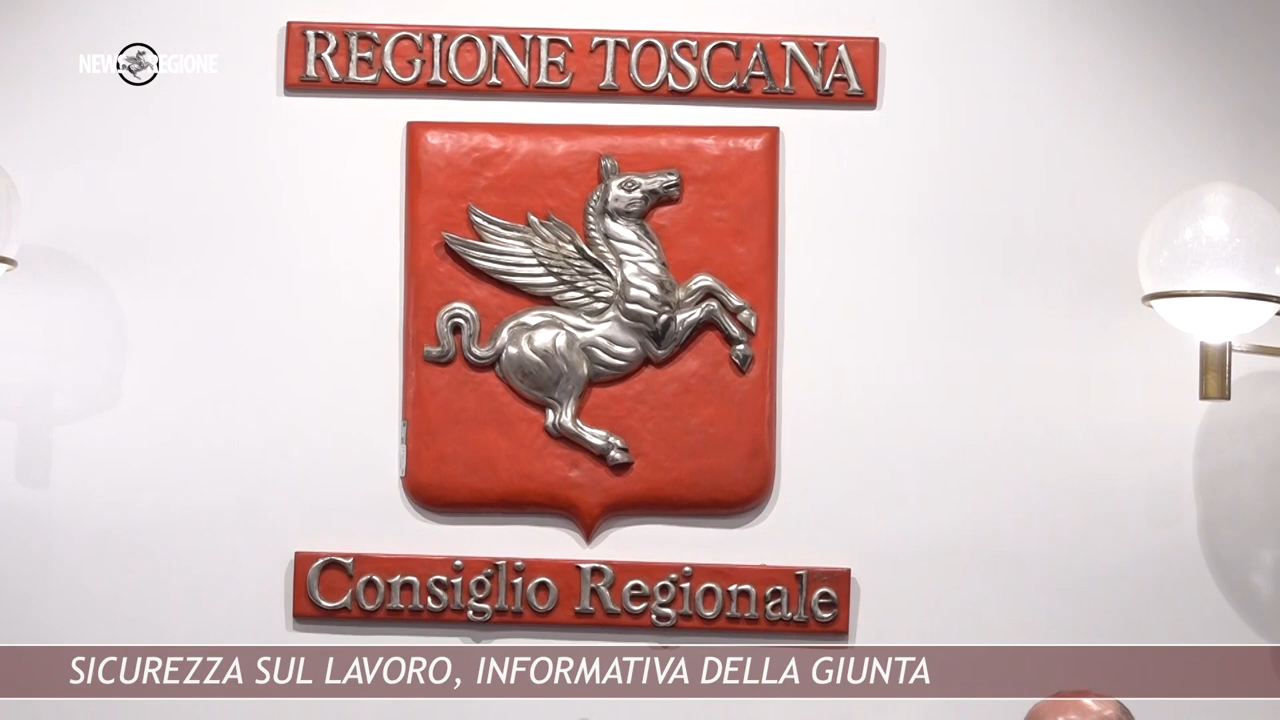 REGIONE TOSCANA
NEWS REGIONE
Consiglio Regionale
SICUREZZA SUL LAVORO, INFORMATIVA DELLA GIUNTA